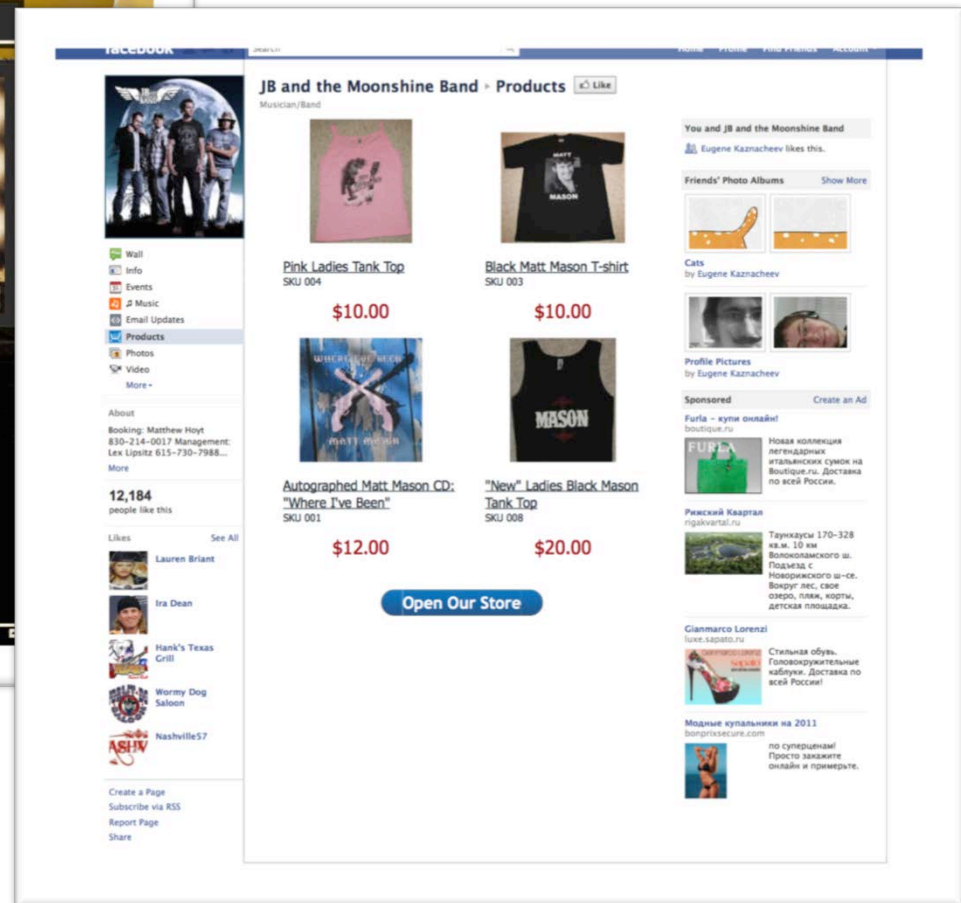 facebook
Search
Home Profile Find Friends Account
JB and the Moonshine Band ▸ Products Like
Musician/Band
Wall
Info
Events
♫ Music
Email Updates
Products
Photos
Video
More
About
Booking: Matthew Hoyt
830-214-0017 Management:
Lex Lipsitz 615-730-7988...
More
12,184
people like this
Likes See All
Lauren Briant
Ira Dean
Hank's Texas
Grill
Wormy Dog
Saloon
Nashville57
Create a Page
Subscribe via RSS
Report Page
Share
MATT
MASON
Pink Ladies Tank Top
SKU 004
$10.00
Black Matt Mason T-shirt
SKU 003
$10.00
WHERE I'VE BEEN
MATT MASON
MASON
Autographed Matt Mason CD:
"Where I've Been"
SKU 001
$12.00
"New" Ladies Black Mason
Tank Top
SKU 008
$20.00
Open Our Store
You and JB and the Moonshine Band
Eugene Kaznacheev likes this.
Friends' Photo Albums Show More
Cats
by Eugene Kaznacheev
Profile Pictures
by Eugene Kaznacheev
Sponsored Create an Ad
Furla – купи онлайн!
boutique.ru
FURLA
Новая коллекция
легендарных
итальянских сумок на
Boutique.ru. Доставка
по всей России.
Рижский Квартал
rigakvartal.ru
Таунхаусы 170-328
кв.м. 10 км
Волоколамского ш.
Подъезд с
Новорижского ш-се.
Вокруг лес, свое
озеро, пляж, корты,
детская площадка.
Gianmarco Lorenzi
luxe.sapato.ru
GIANMARCO LORENZI
sapato
Стильная обувь.
Головокружительные
каблуки. Доставка по
всей России!
Модные купальники на 2011
bonprixsecure.com
по суперценам!
Просто закажите
онлайн и примерьте.